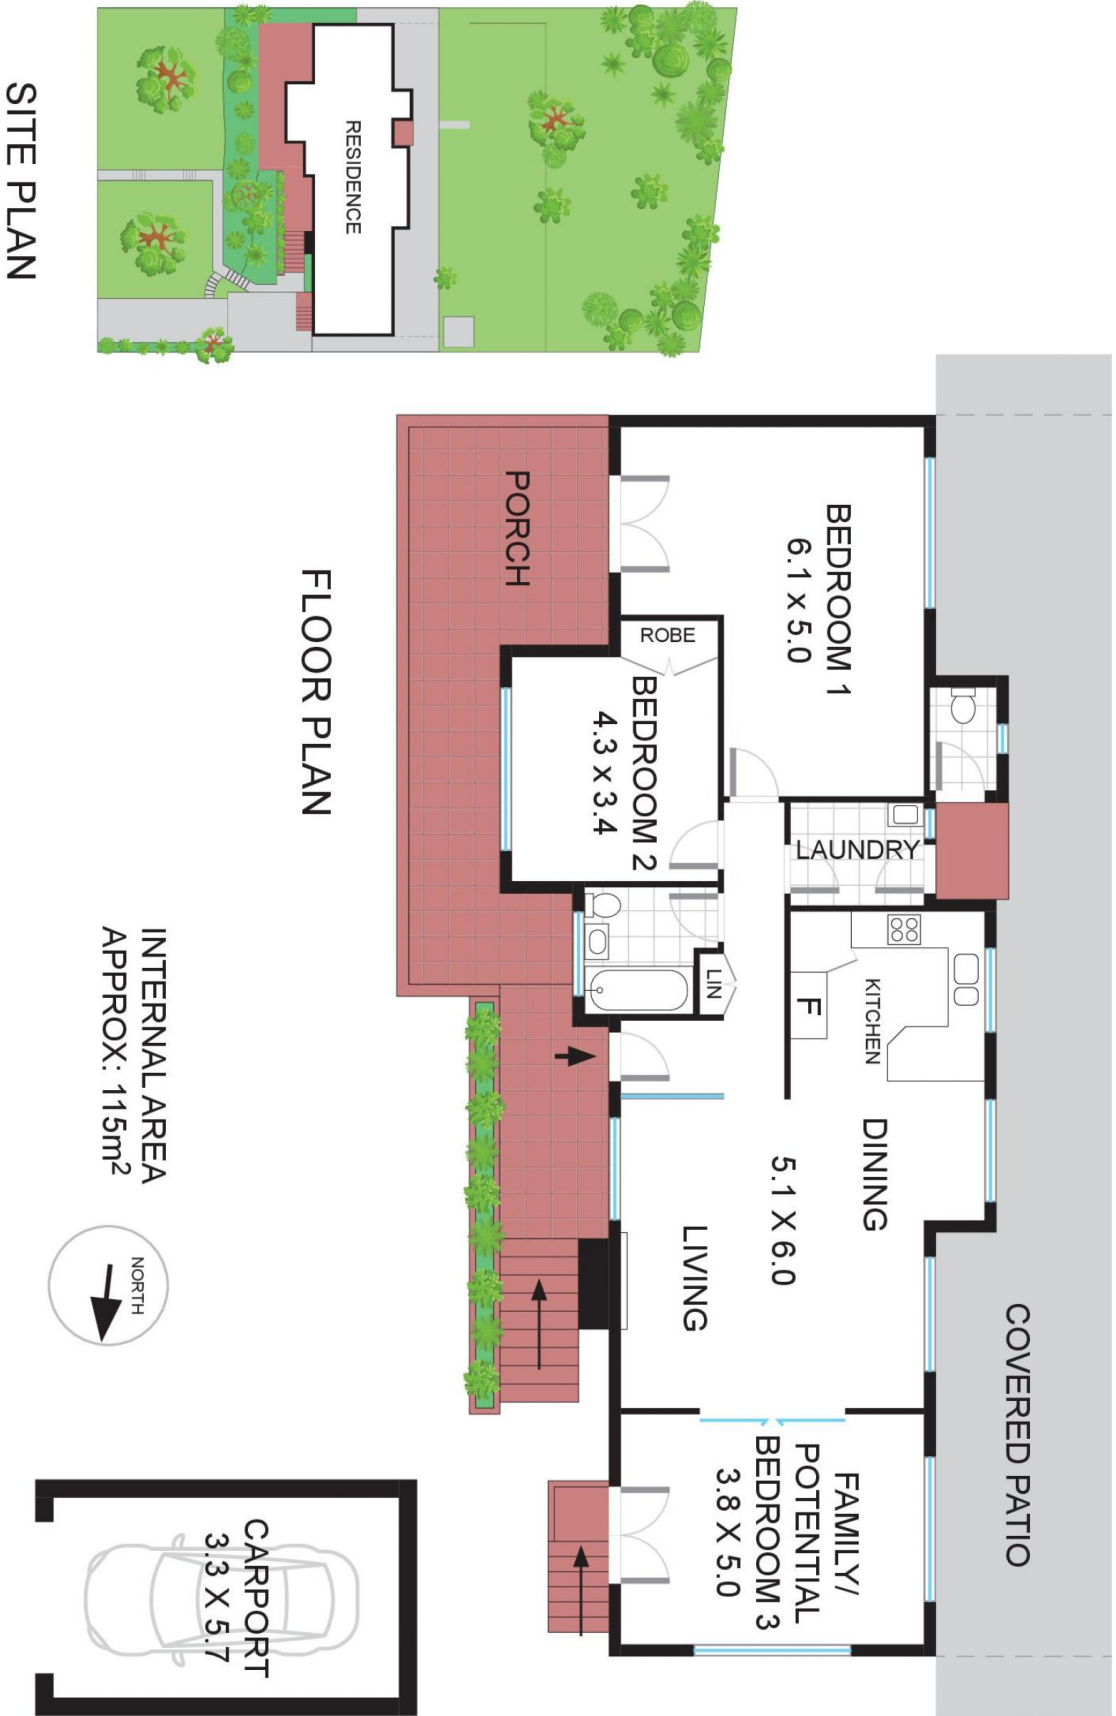 COVERED PATIO
BEDROOM 1
6.1 x 5.0
LAUNDRY
KITCHEN
F
DINING
5.1 X 6.0
LIVING
FAMILY/
POTENTIAL
BEDROOM 3
3.8 X 5.0
ROBE
BEDROOM 2
4.3 x 3.4
LIN
PORCH
FLOOR PLAN
RESIDENCE
SITE PLAN
INTERNAL AREA
APPROX: 115m²
NORTH
CARPORT
3.3 X 5.7